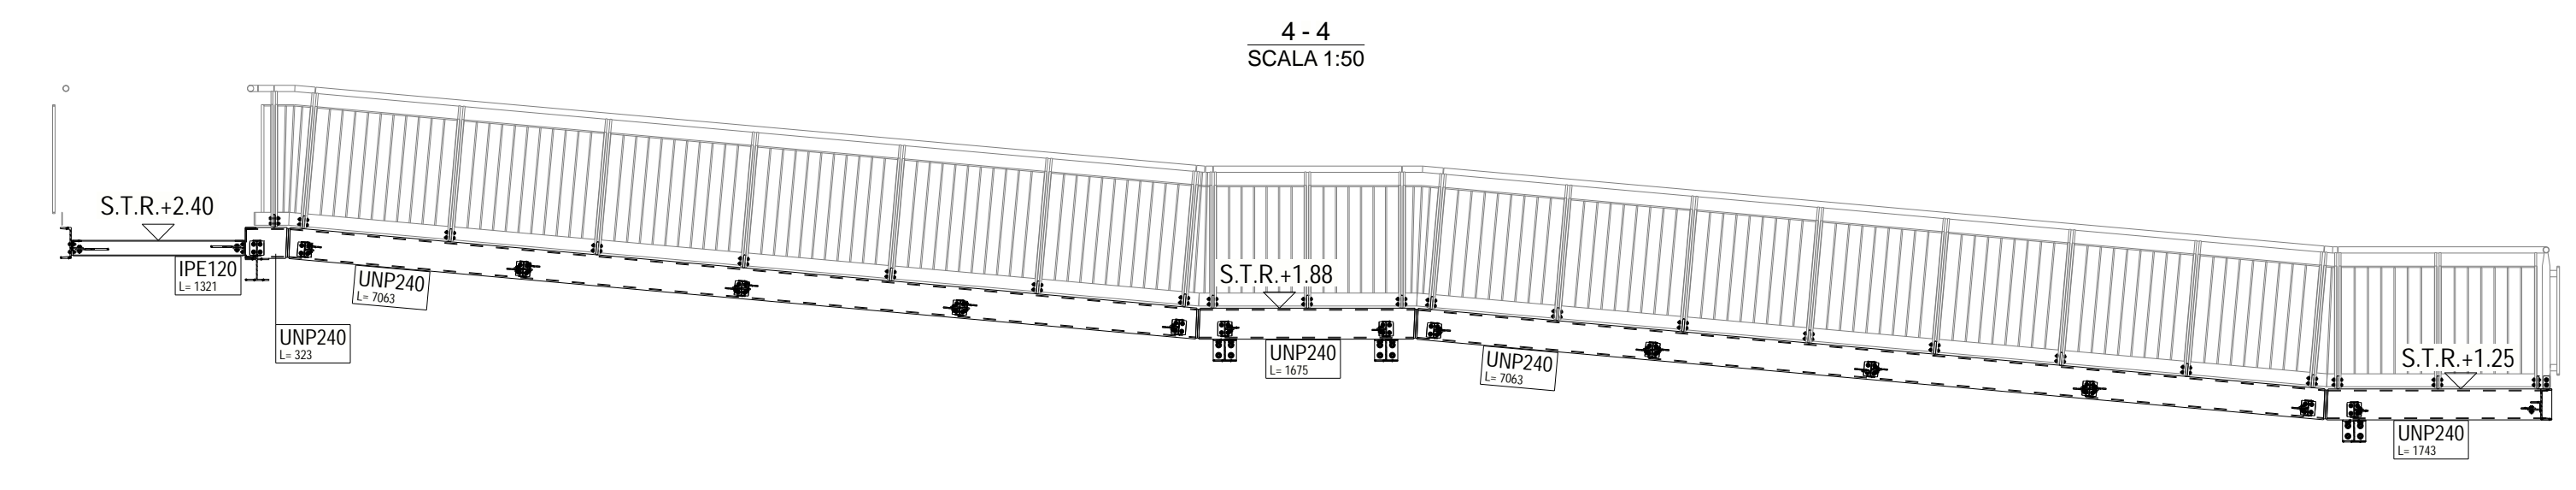 4 - 4
SCALA 1:50
S.T.R.+2.40
IPE120
L= 1321
UNP240
L= 7063
UNP240
L= 323
S.T.R.+1.88
UNP240
L= 1675
UNP240
L= 7063
S.T.R.+1.25
UNP240
L= 1743